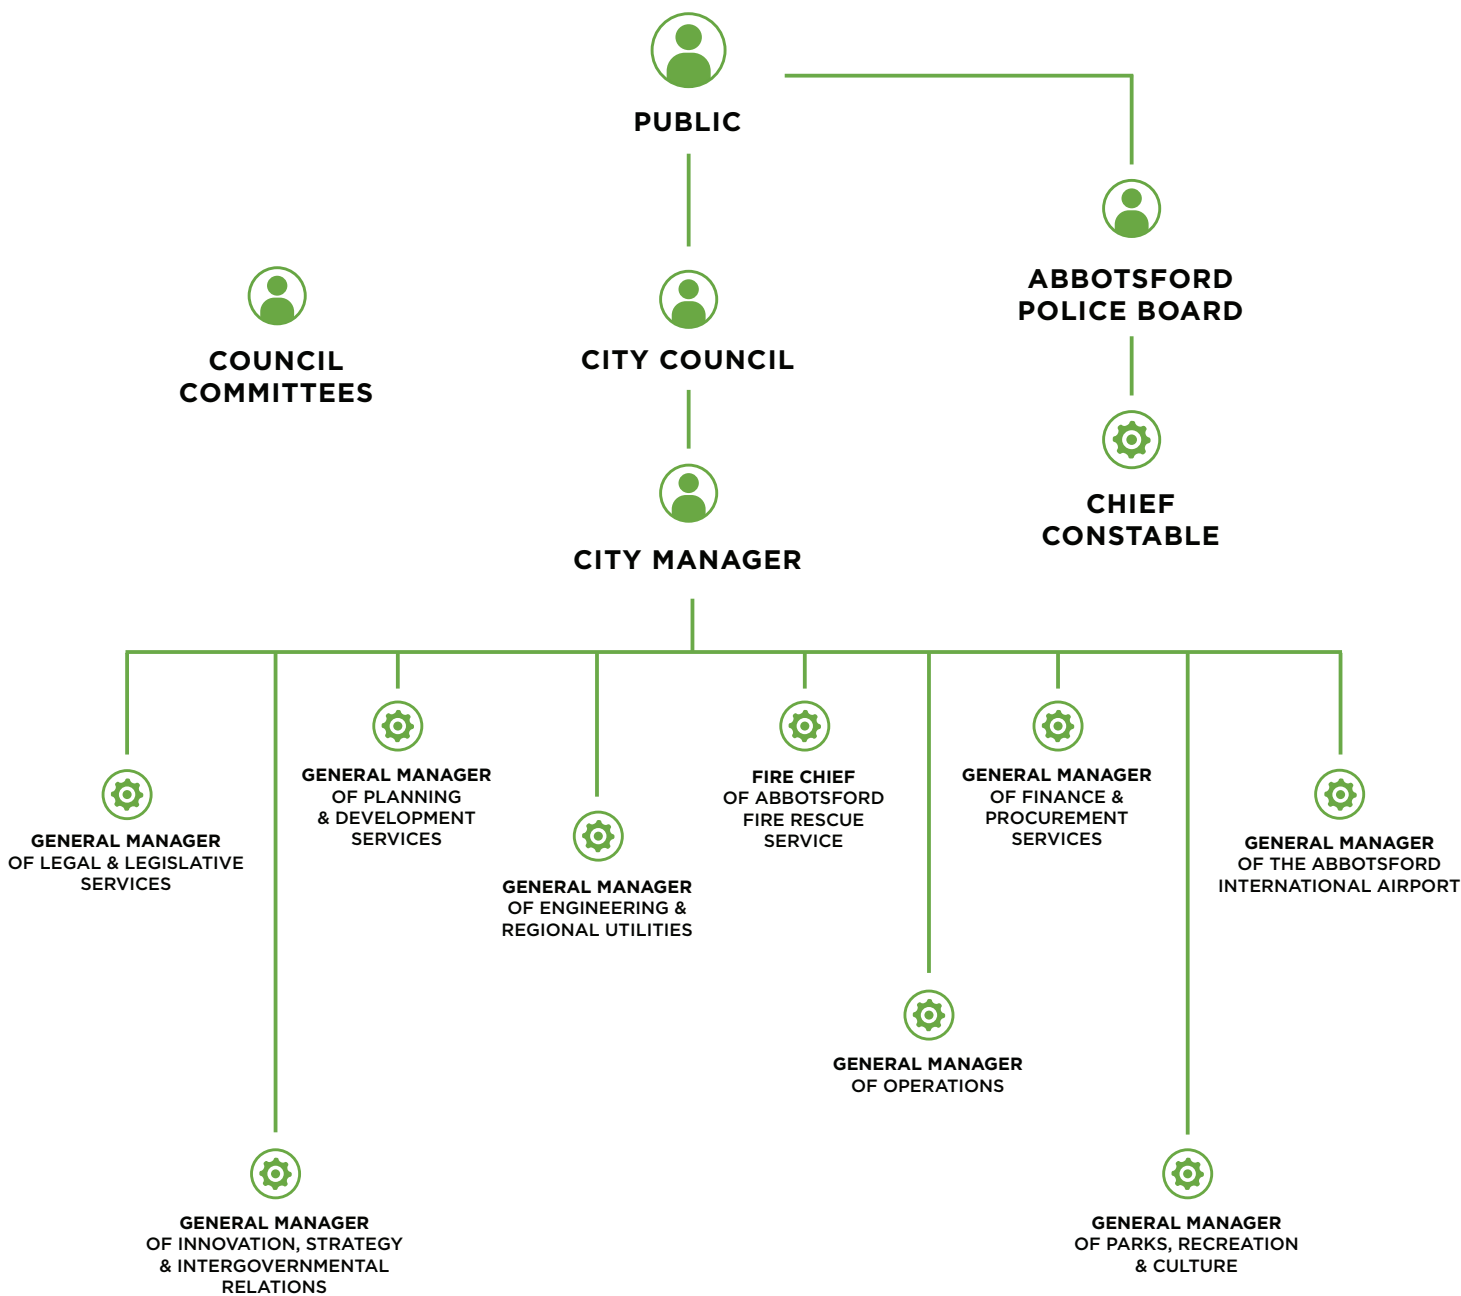 PUBLIC
ABBOTSFORD
POLICE BOARD
COUNCIL
COMMITTEES
CITY COUNCIL
CHIEF
CONSTABLE
CITY MANAGER
GENERAL MANAGER
OF LEGAL & LEGISLATIVE
SERVICES
GENERAL MANAGER
OF PLANNING
& DEVELOPMENT
SERVICES
GENERAL MANAGER
OF ENGINEERING &
REGIONAL UTILITIES
FIRE CHIEF
OF ABBOTSFORD
FIRE RESCUE
SERVICE
GENERAL MANAGER
OF FINANCE &
PROCUREMENT
SERVICES
GENERAL MANAGER
OF THE ABBOTSFORD
INTERNATIONAL AIRPORT
GENERAL MANAGER
OF OPERATIONS
GENERAL MANAGER
OF INNOVATION, STRATEGY
& INTERGOVERNMENTAL
RELATIONS
GENERAL MANAGER
OF PARKS, RECREATION
& CULTURE